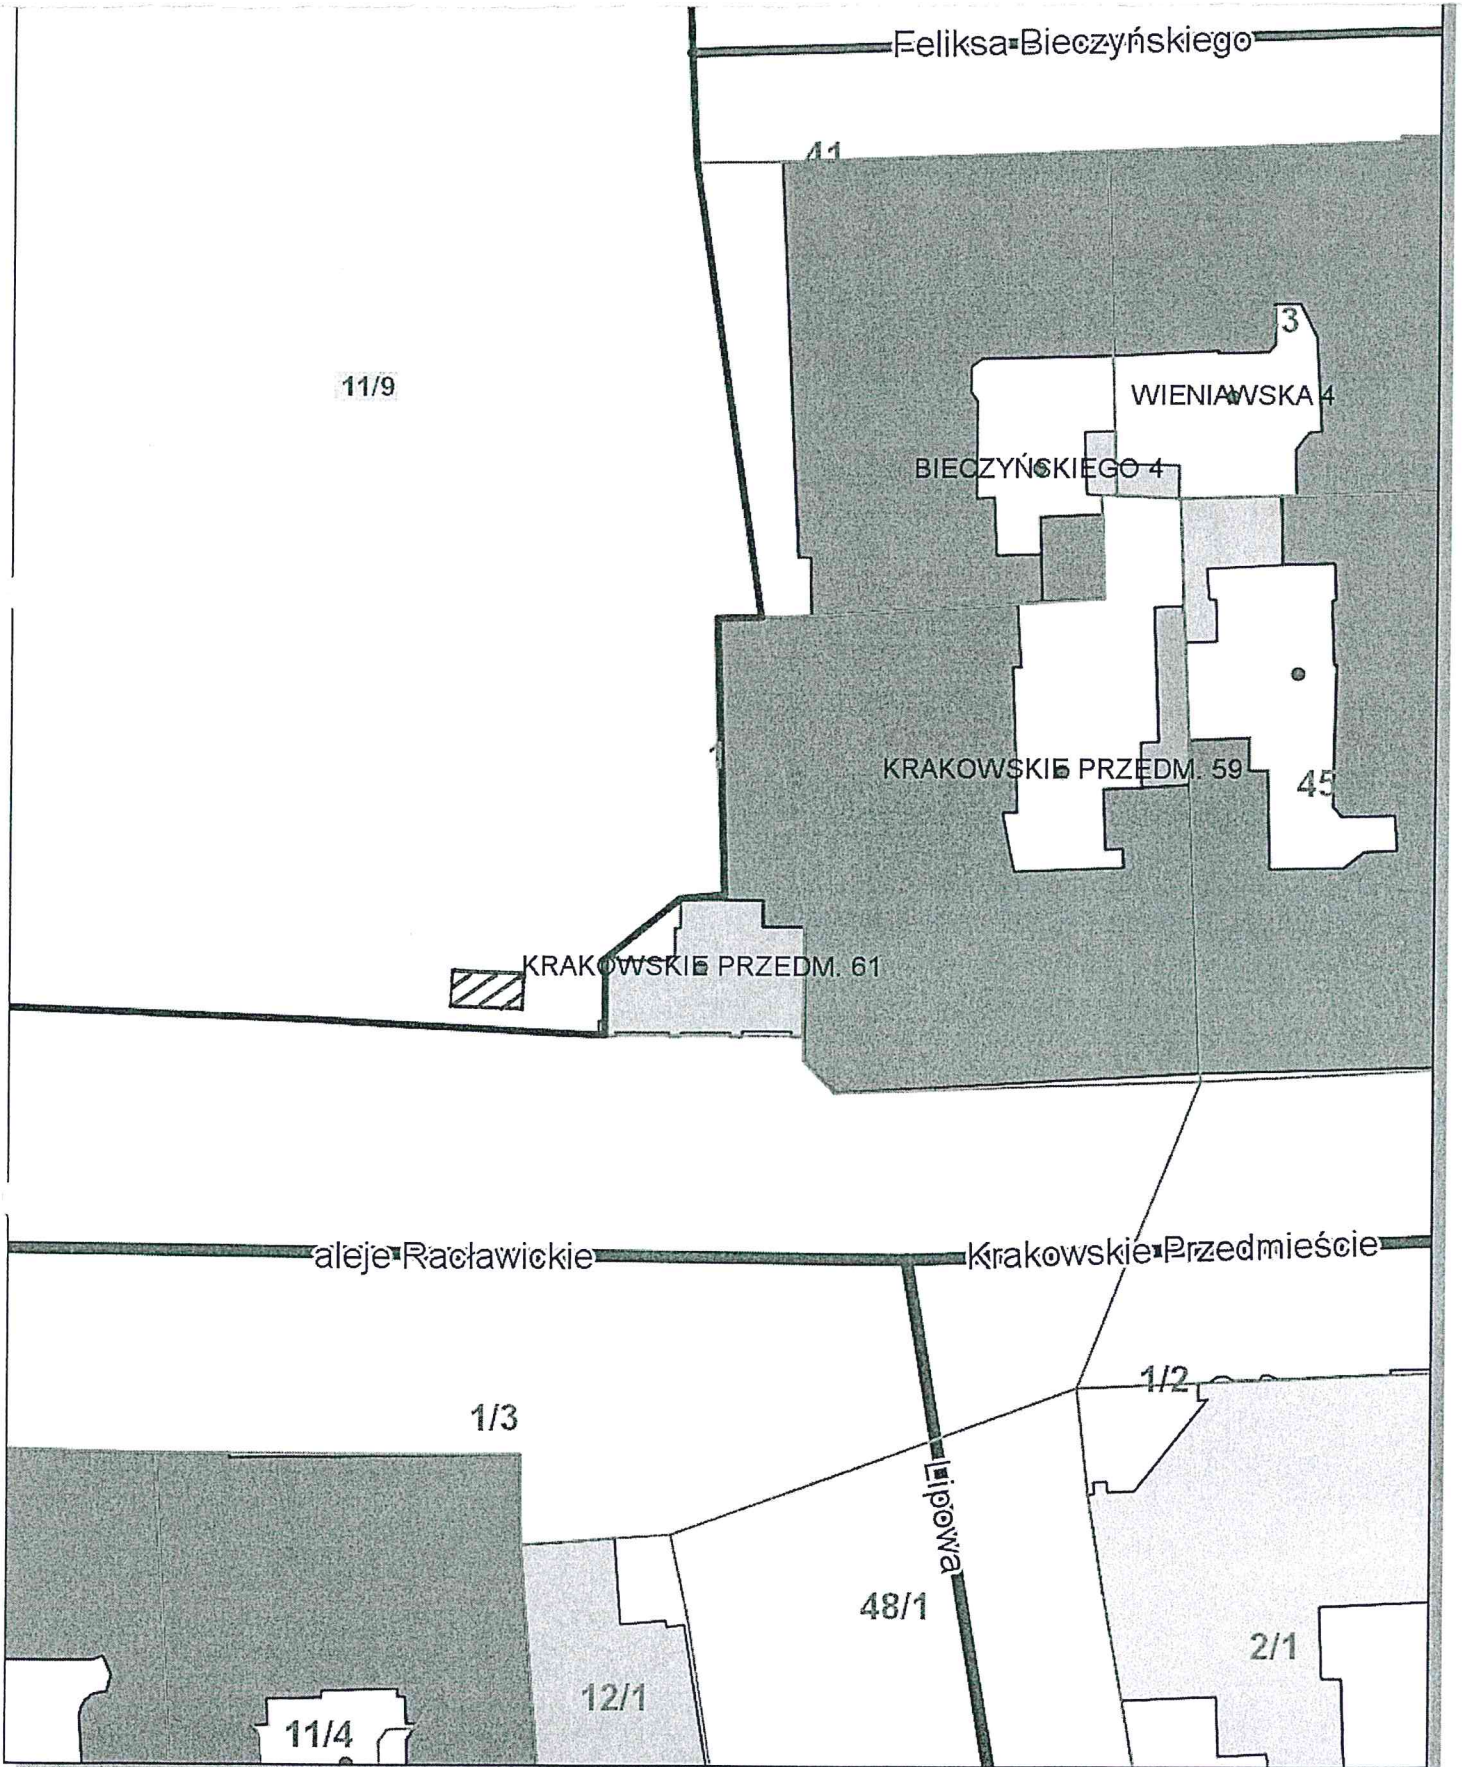 Feliksa Bieczyńskiego
41
3
11/9
WIENIAWSKA 4
BIECZYŃSKIEGO 4
KRAKOWSKIE PRZEDM. 59
45
KRAKOWSKIE PRZEDM. 61
aleje Racławickie
Krakowskie Przedmieście
1/2
1/3
Lipowa
48/1
2/1
12/1
11/4